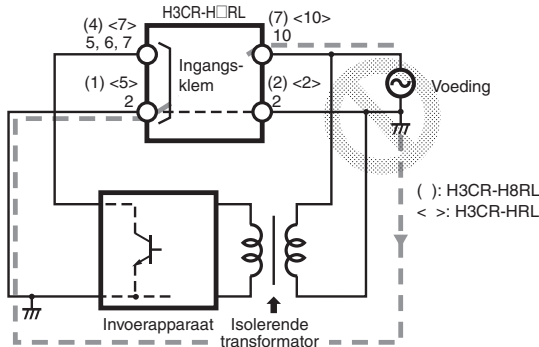 H3CR-H□RL
(4) <7>
5, 6, 7
(7) <10>
10
Ingangs-
klem
(1) <5>
2
(2) <2>
2
Voeding
( ): H3CR-H8RL
< >: H3CR-HRL
Invoerapparaat
Isolerende
transformator